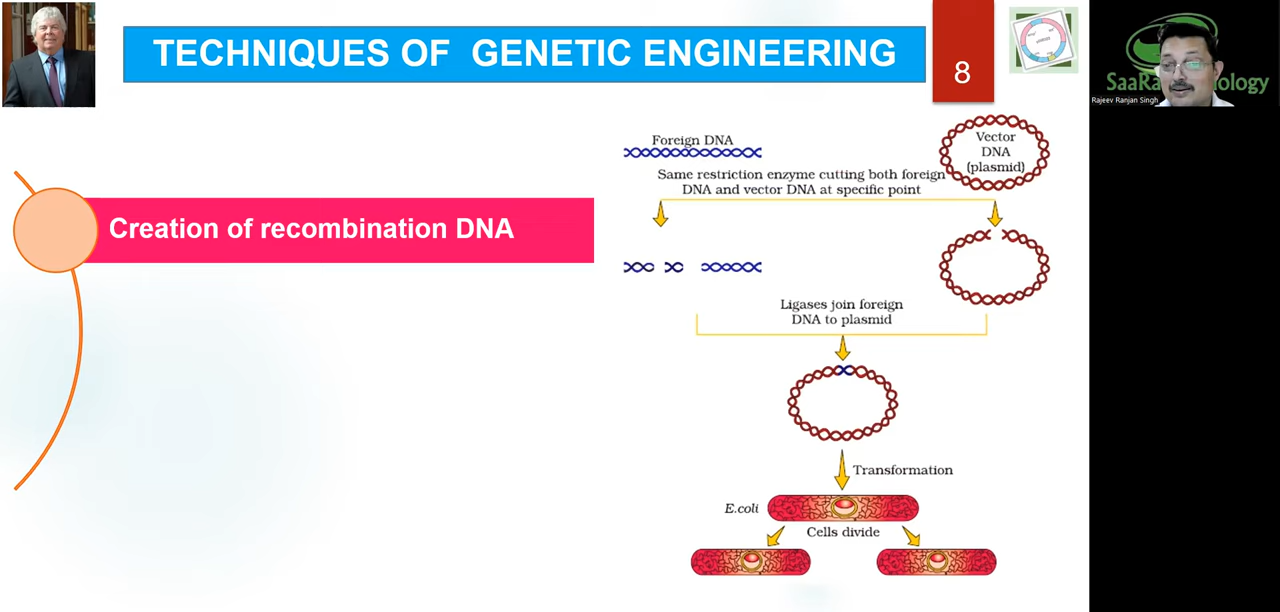 TECHNIQUES OF GENETIC ENGINEERING
8
Rajeev Ranjan Singh
Foreign DNA
Vector
DNA
(plasmid)
Same restriction enzyme cutting both foreign
DNA and vector DNA at specific point
Creation of recombination DNA
Ligases join foreign
DNA to plasmid
Transformation
E.coli
Cells divide